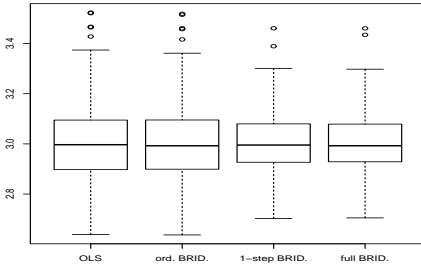 3.4
3.2
3.0
2.8
OLS
ord. BRID.
1−step BRID.
full BRID.